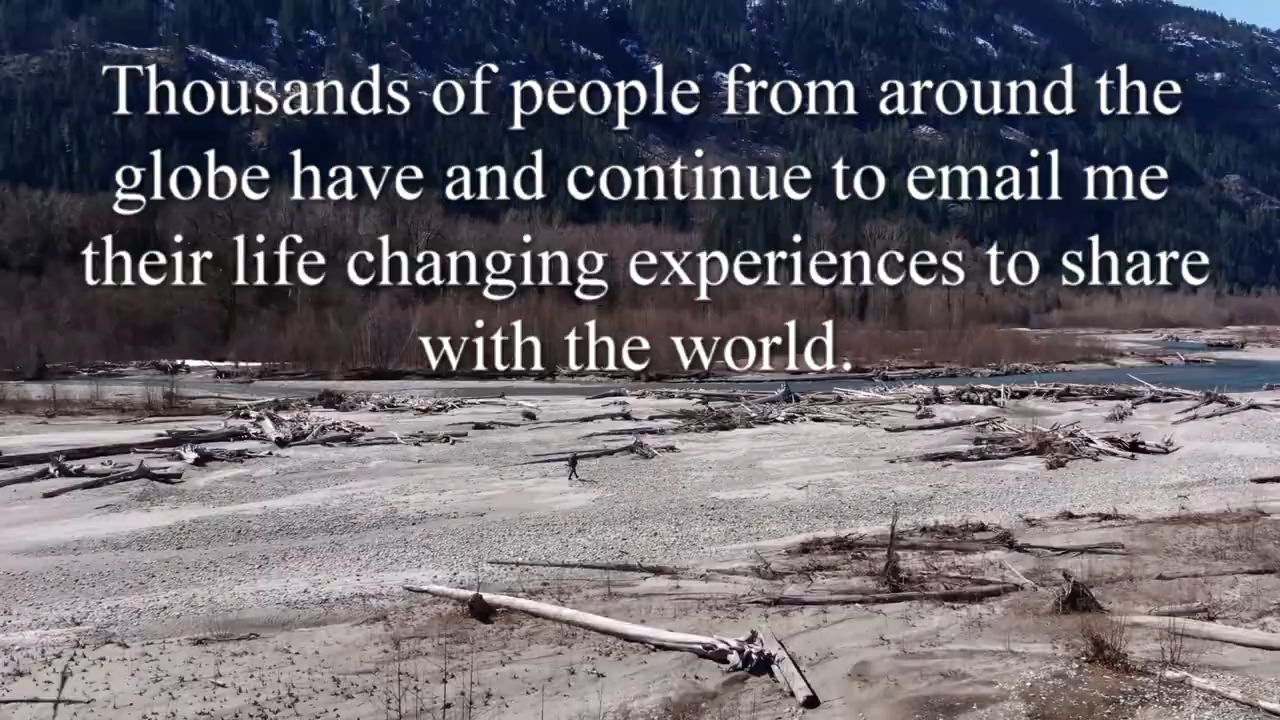 Thousands of people from around the
globe have and continue to email me
their life changing experiences to share
with the world.